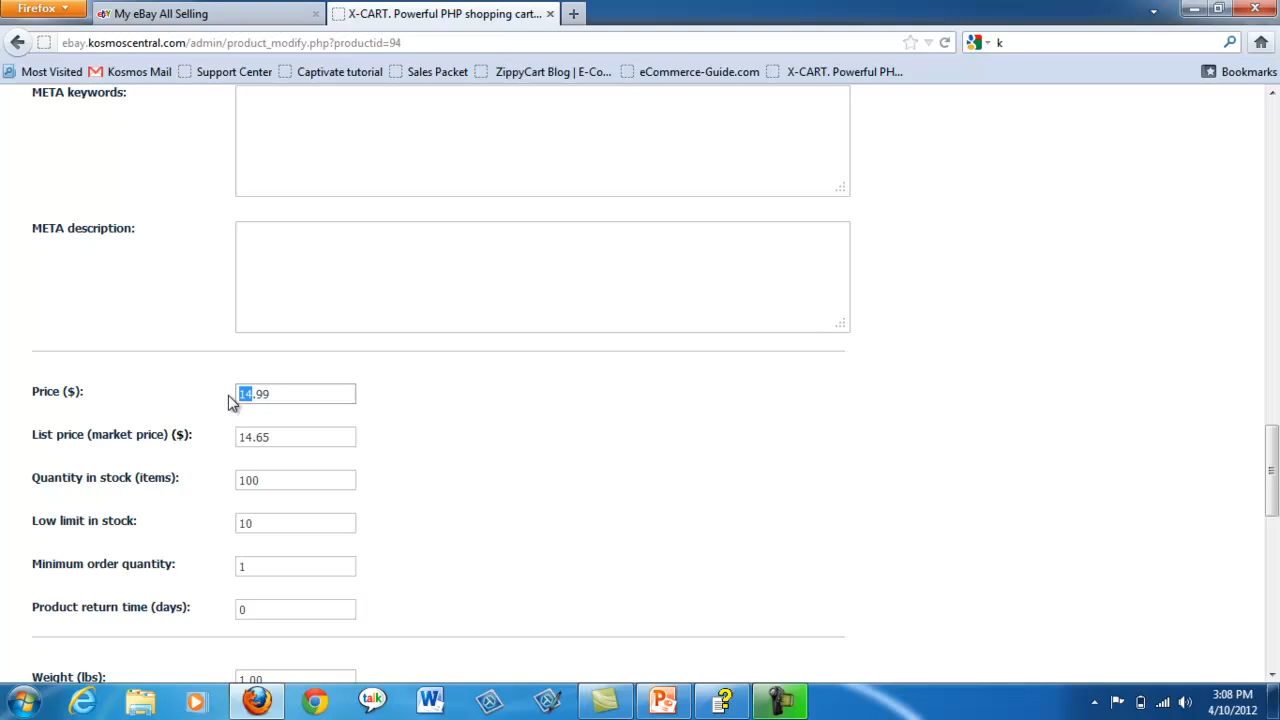 Firefox
My eBay All Selling
X-CART. Powerful PHP shopping cart...
ebay.kosmoscentral.com/admin/product_modify.php?productid=94
k
Most Visited
Kosmos Mail
Support Center
Captivate tutorial
Sales Packet
ZippyCart Blog | E-Co...
eCommerce-Guide.com
X-CART. Powerful PH...
Bookmarks
META keywords:
META description:
Price ($): 14.99
List price (market price) ($): 14.65
Quantity in stock (items): 100
Low limit in stock: 10
Minimum order quantity: 1
Product return time (days): 0
Weight (lbs): 1.00
talk
3:08 PM
4/10/2012